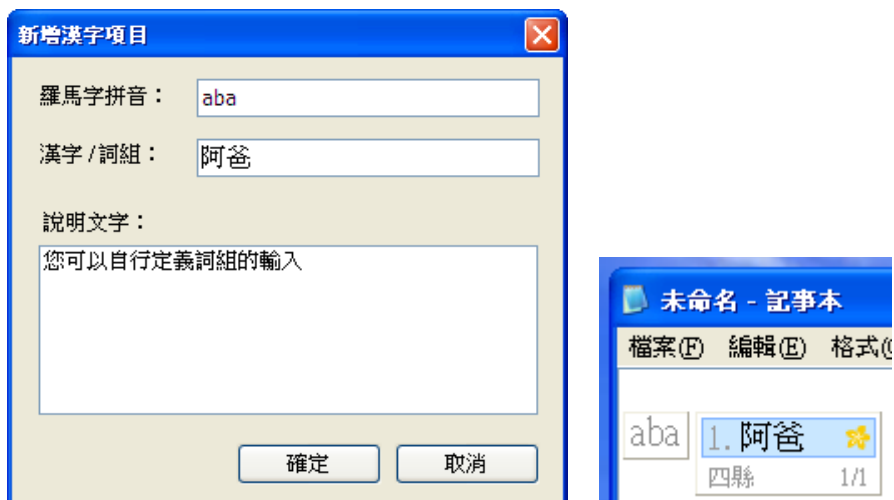 新增漢字項目
羅馬字拼音：
aba
漢字/詞組：
阿爸
說明文字：
您可以自行定義詞組的輸入
確定
取消
未命名 - 記事本
檔案(F) 編輯(E) 格式(
aba
1. 阿爸
四縣 1/1